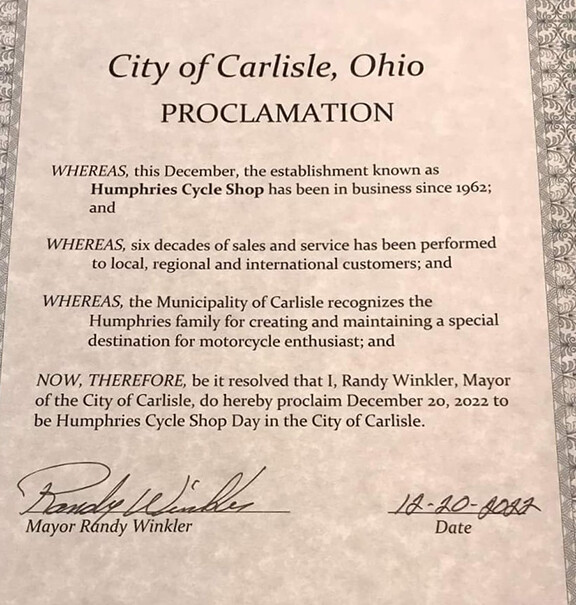 City of Carlisle, Ohio
PROCLAMATION
WHEREAS, this December, the establishment known as
Humphries Cycle Shop has been in business since 1962;
and
WHEREAS, six decades of sales and service has been performed
to local, regional and international customers; and
WHEREAS, the Municipality of Carlisle recognizes the
Humphries family for creating and maintaining a special
destination for motorcycle enthusiast; and
NOW, THEREFORE, be it resolved that I, Randy Winkler, Mayor
of the City of Carlisle, do hereby proclaim December 20, 2022 to
be Humphries Cycle Shop Day in the City of Carlisle.
Randy Winkler 12-20-2022
Mayor Randy Winkler Date